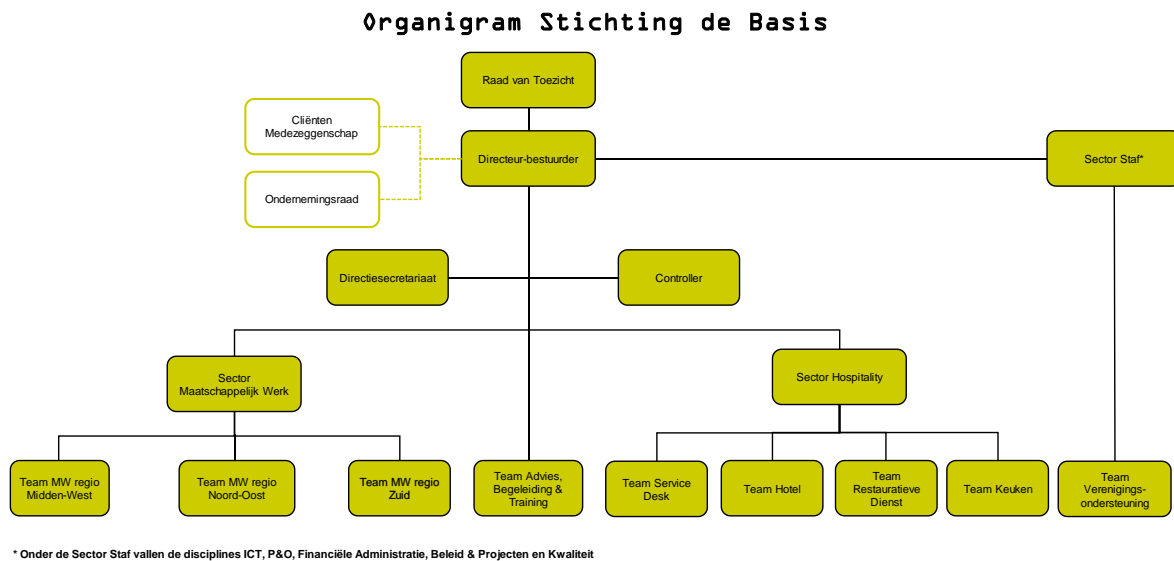 Organigram Stichting de Basis
Raad van Toezicht
Cliënten
Medezeggenschap
Directeur-bestuurder
Sector Staf*
Ondernemingsraad
Directiesecretariaat
Controller
Sector
Maatschappelijk Werk
Sector Hospitality
Team MW regio
Midden-West
Team MW regio
Noord-Oost
Team MW regio
Zuid
Team Advies,
Begeleiding &
Training
Team Service
Desk
Team Hotel
Team
Restauratieve
Dienst
Team Keuken
Team
Verenigings-
ondersteuning
* Onder de Sector Staf vallen de disciplines ICT, P&O, Financiële Administratie, Beleid & Projecten en Kwaliteit